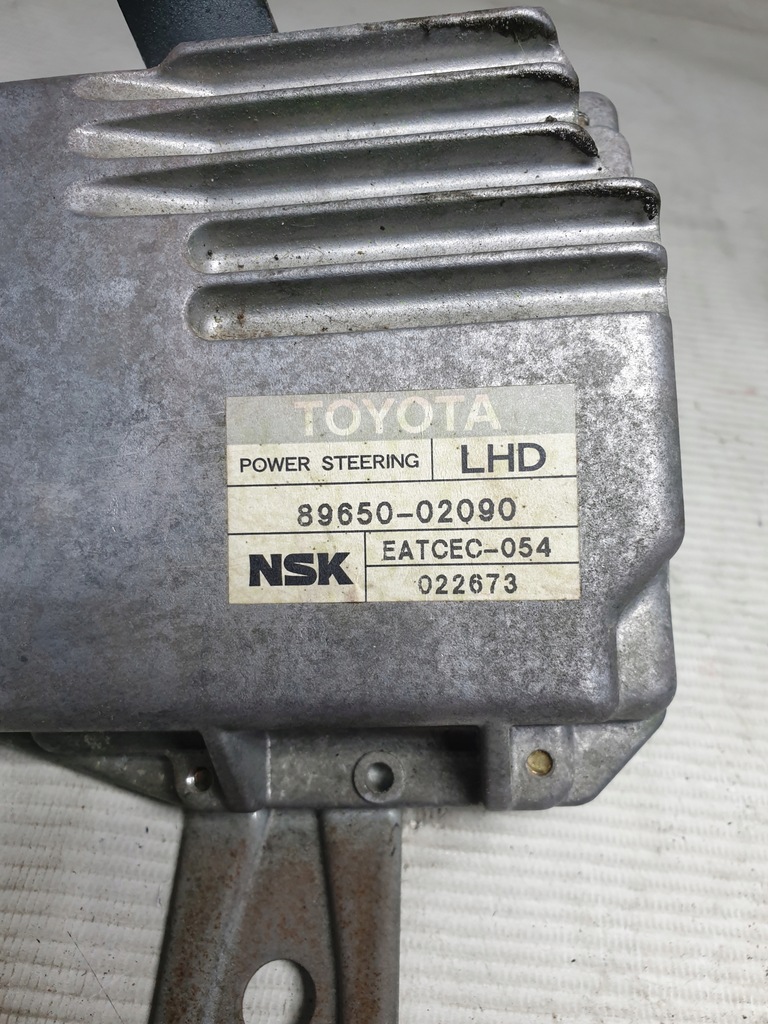 TOYOTA
POWER STEERING LHD
89650-02090
NSK EATCEC-054
022673